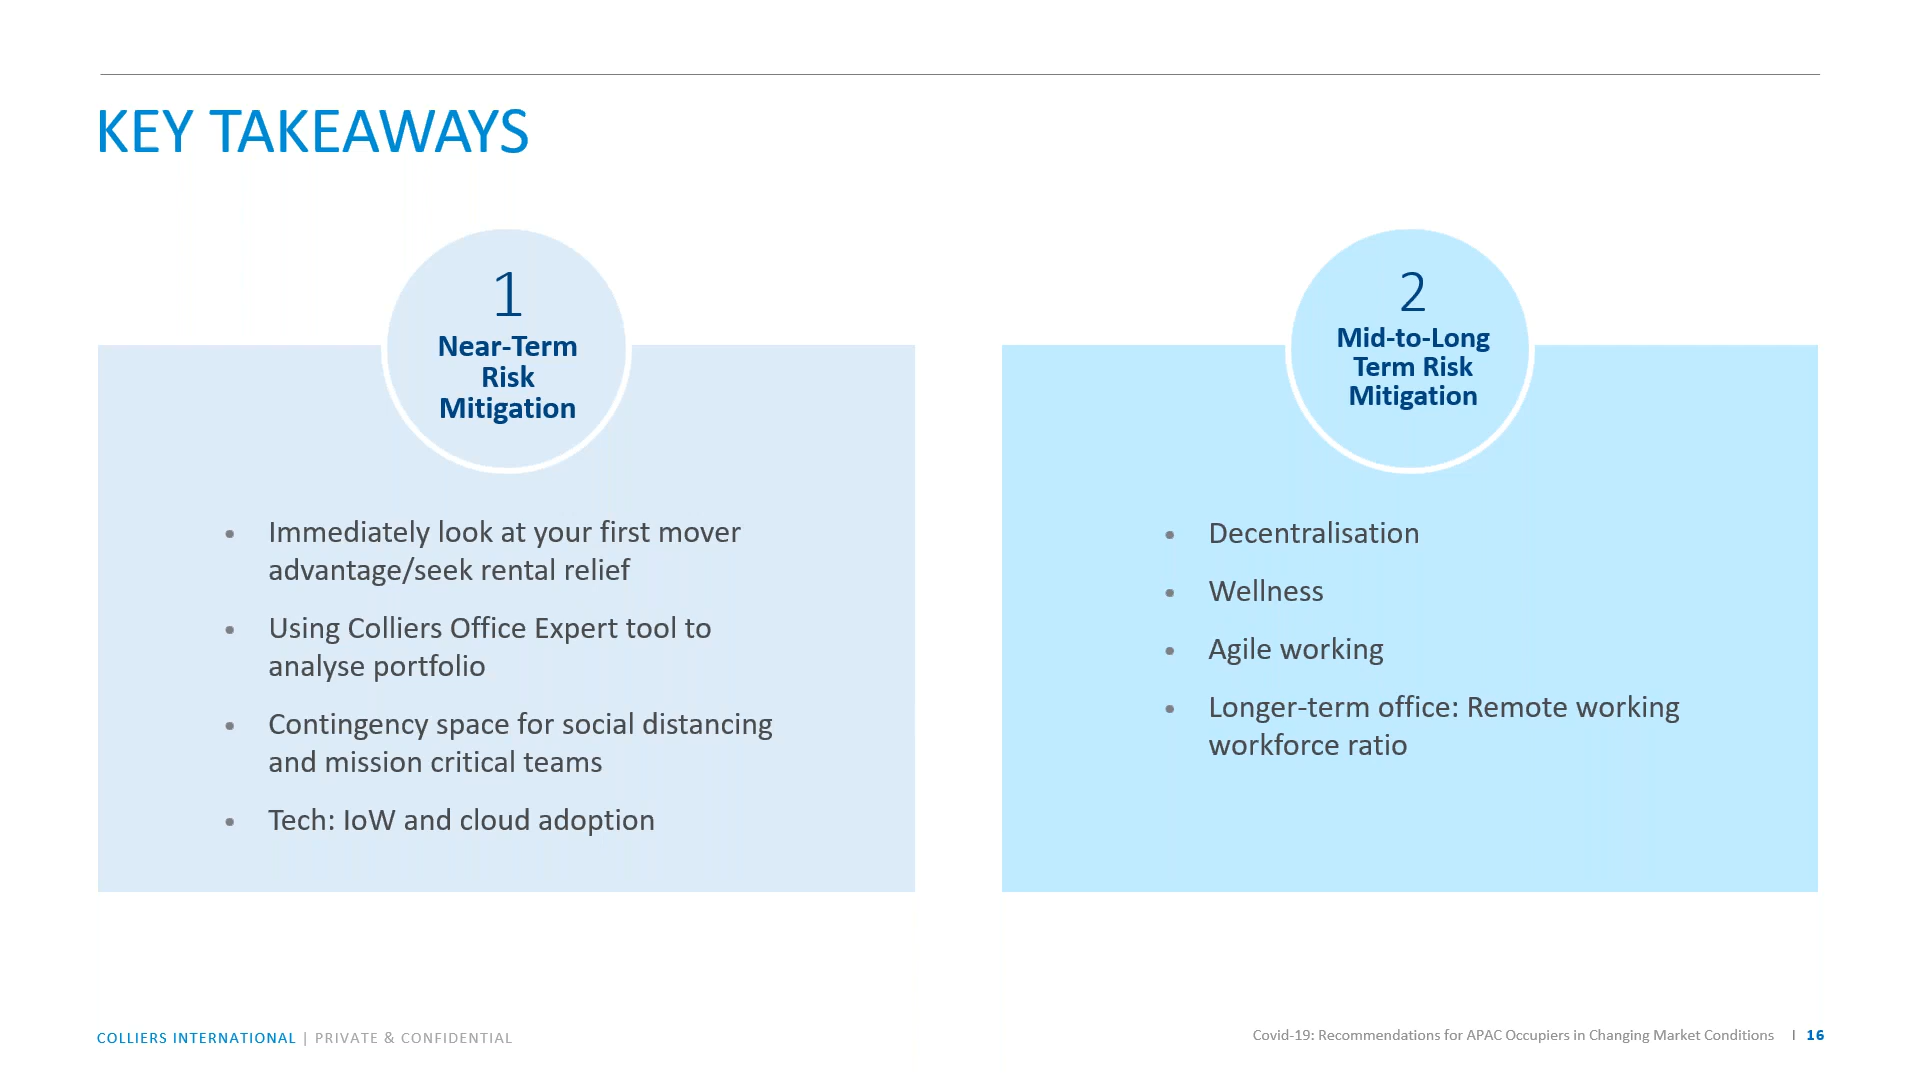 KEY TAKEAWAYS
1
Near-Term
Risk
Mitigation
• Immediately look at your first mover
advantage/seek rental relief
• Using Colliers Office Expert tool to
analyse portfolio
• Contingency space for social distancing
and mission critical teams
• Tech: IoW and cloud adoption
2
Mid-to-Long
Term Risk
Mitigation
• Decentralisation
• Wellness
• Agile working
• Longer-term office: Remote working
workforce ratio
COLLIERS INTERNATIONAL | PRIVATE & CONFIDENTIAL
Covid-19: Recommendations for APAC Occupiers in Changing Market Conditions | 16